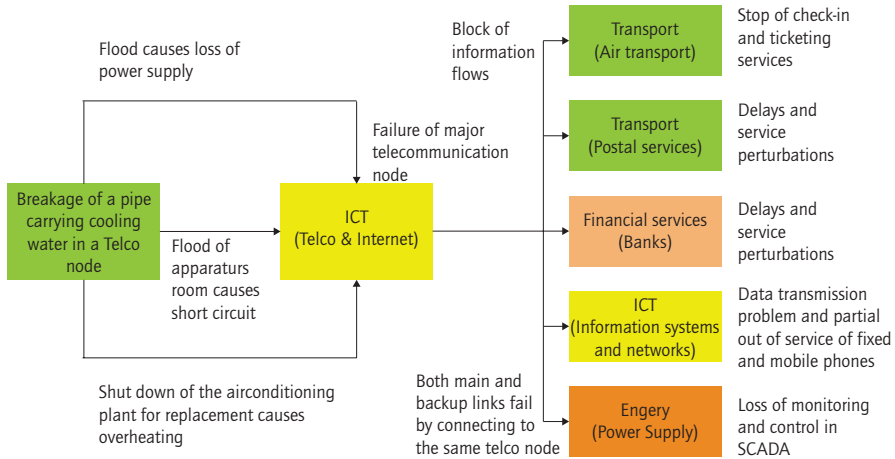 Flood causes loss of
power supply
Block of
information
flows
Transport
(Air transport)
Stop of check-in
and ticketing
services
Failure of major
telecommunication
node
Transport
(Postal services)
Delays and
service
perturbations
Breakage of a pipe
carrying cooling
water in a Telco
node
Flood of
apparaturs
room causes
short circuit
ICT
(Telco & Internet)
Financial services
(Banks)
Delays and
service
perturbations
ICT
(Information systems
and networks)
Data transmission
problem and partial
out of service of fixed
and mobile phones
Shut down of the airconditioning
plant for replacement causes
overheating
Both main and
backup links fail
by connecting to
the same telco node
Engery
(Power Supply)
Loss of monitoring
and control in
SCADA